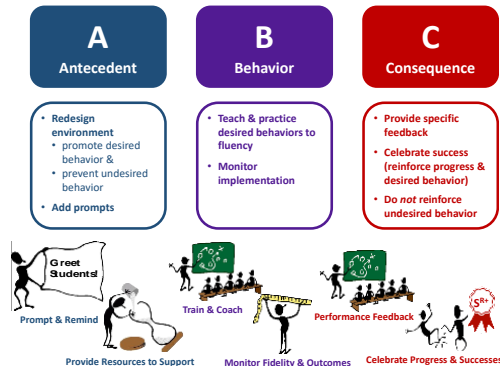 A
Antecedent
• Redesign
environment
• promote desired
behavior &
• prevent undesired
behavior
• Add prompts
B
Behavior
• Teach & practice
desired behaviors to
fluency
• Monitor
implementation
C
Consequence
• Provide specific
feedback
• Celebrate success
(reinforce progress &
desired behavior)
• Do not reinforce
undesired behavior
Greet
Students!
Prompt & Remind
Provide Resources to Support
Train & Coach
Monitor Fidelity & Outcomes
Performance Feedback
SR+
Celebrate Progress & Successes